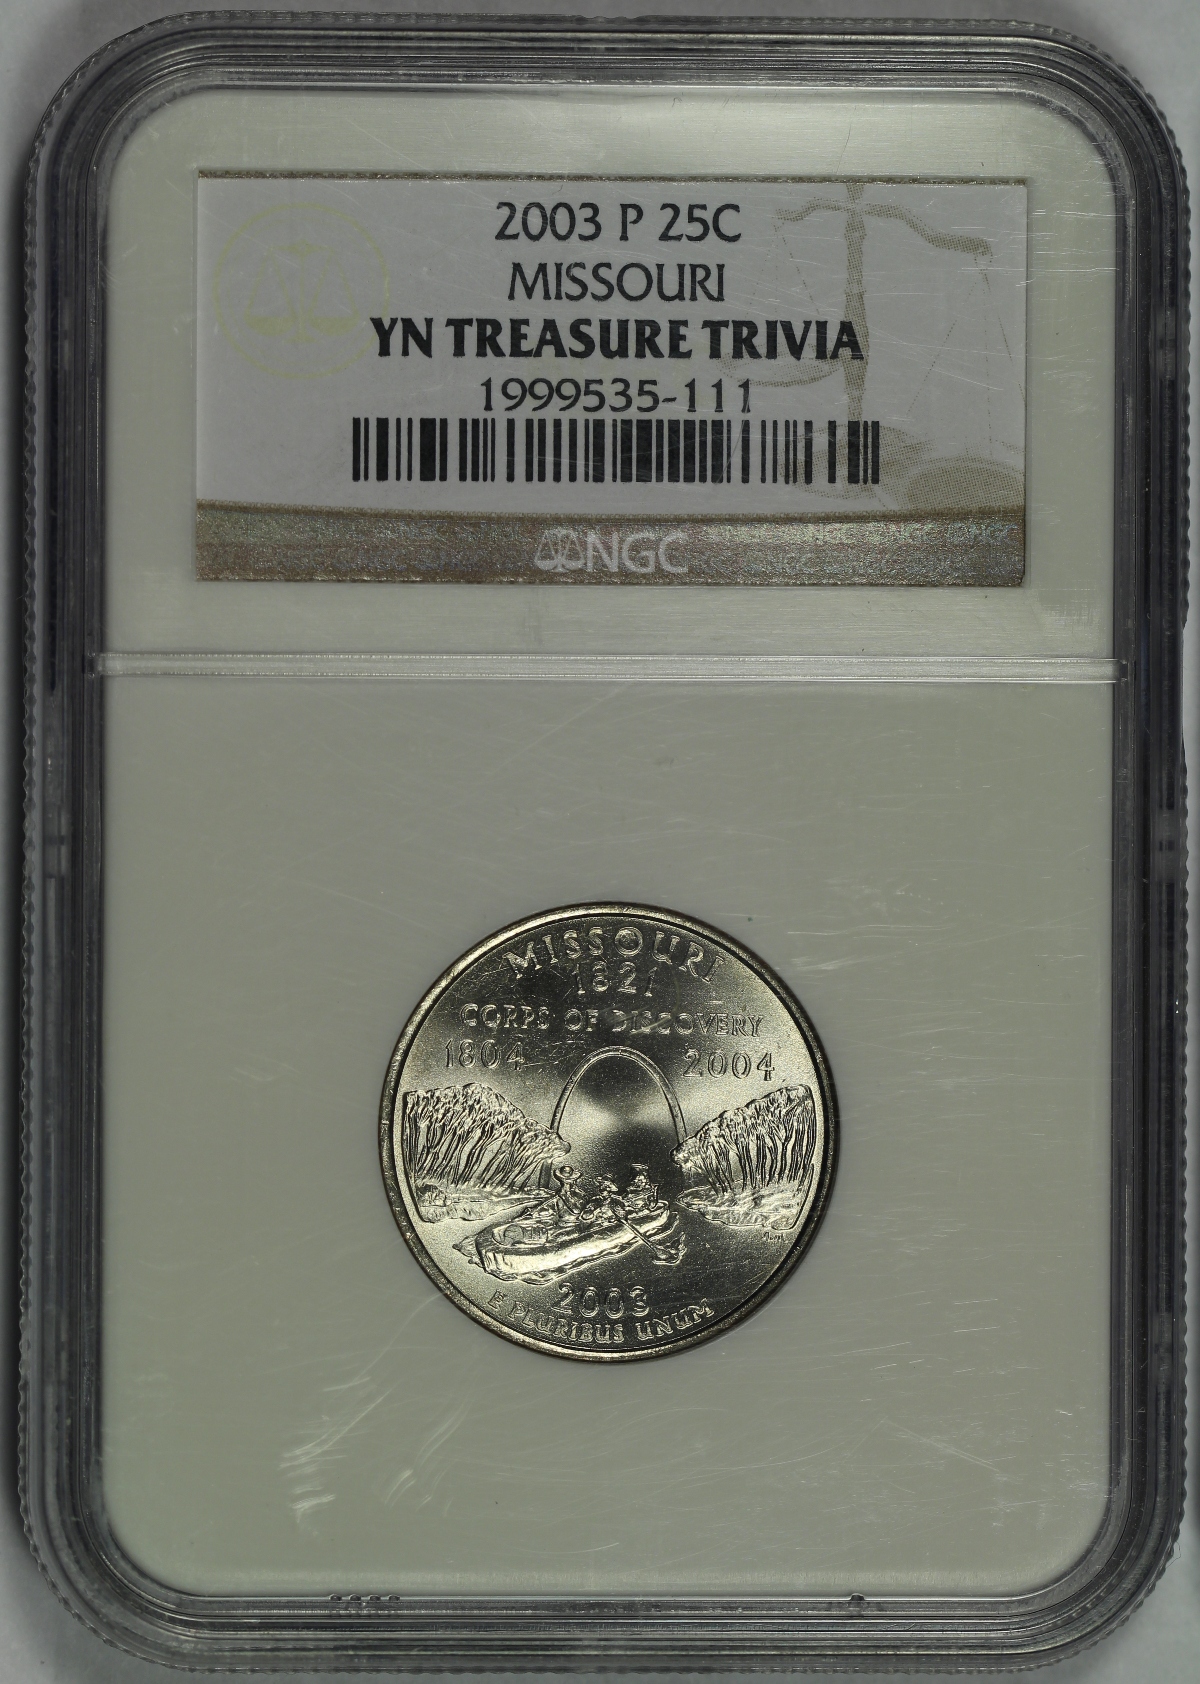 2003 P 25C
MISSOURI
YN TREASURE TRIVIA
1999535-111
NGC
MISSOURI
1821
CORPS OF DISCOVERY
1804 2004
2003
E PLURIBUS UNUM